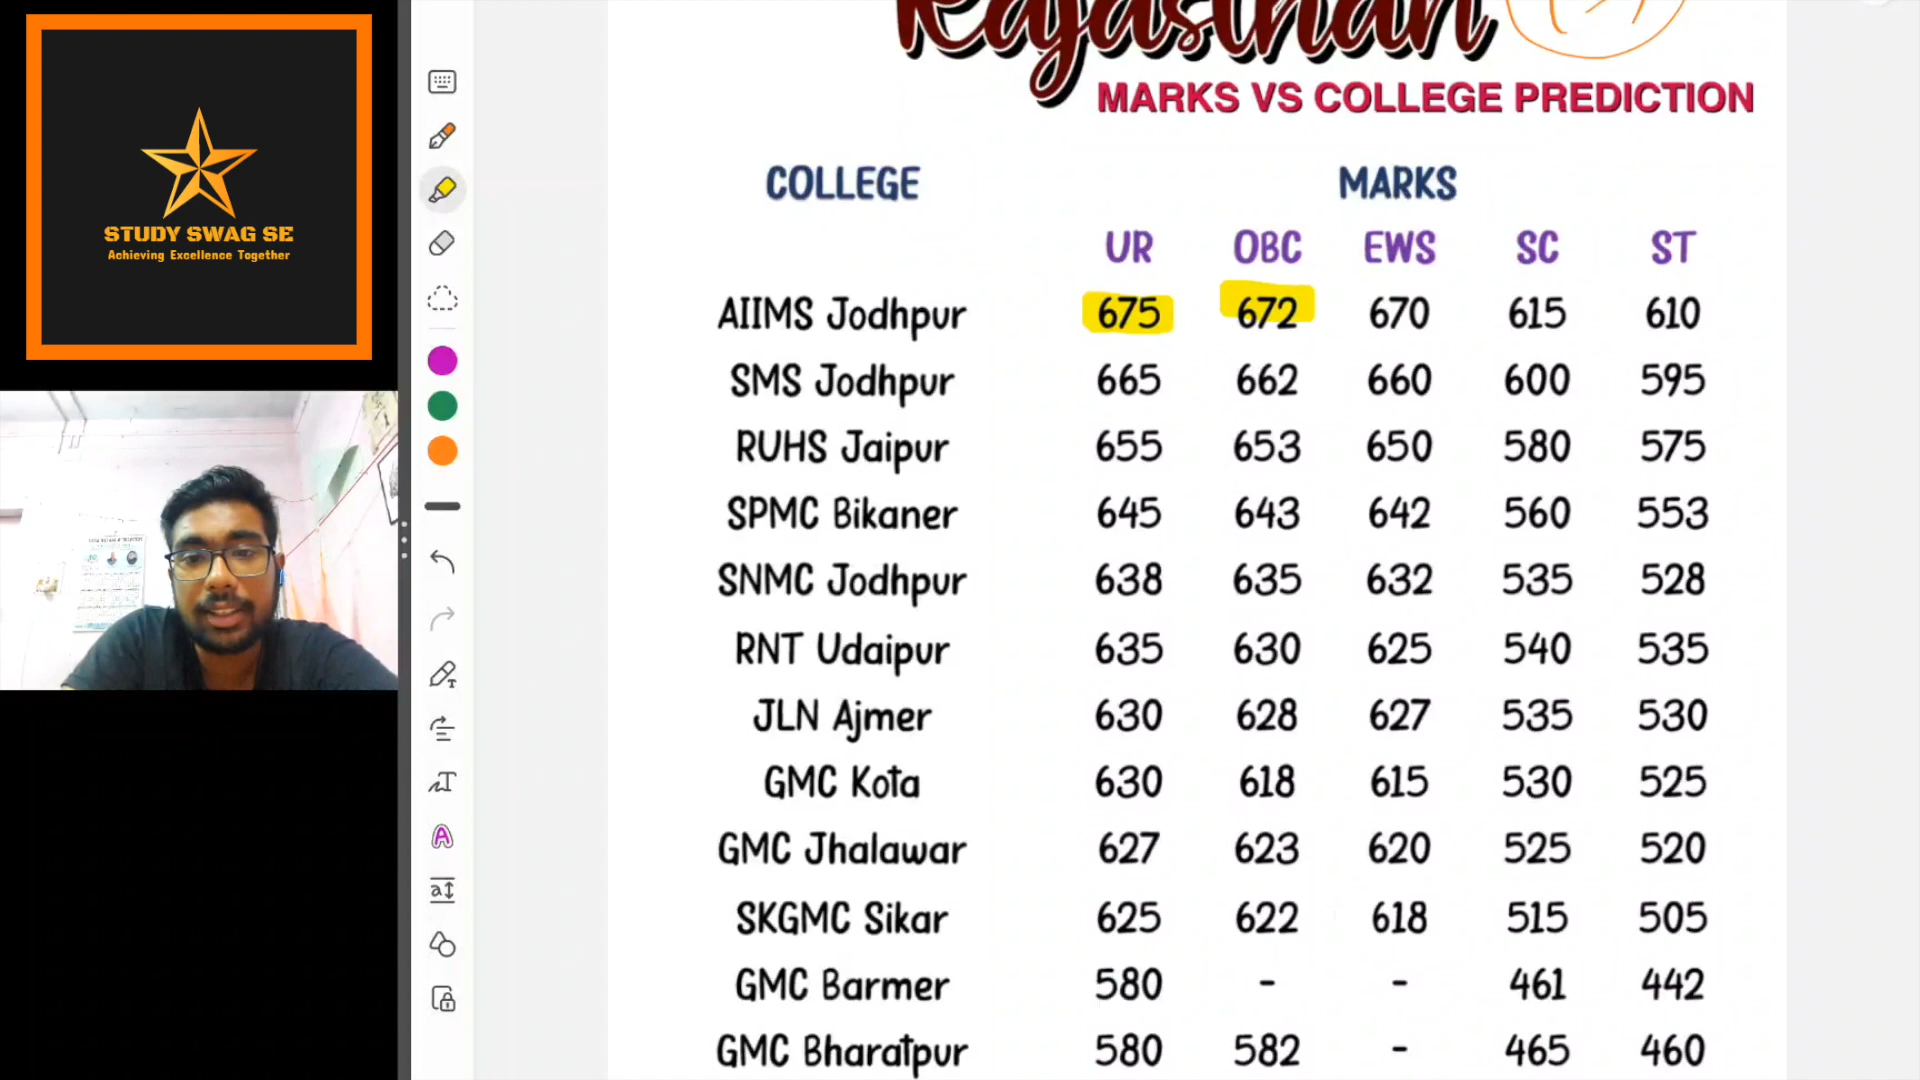 STUDY SWAG SE
Achieving Excellence Together
Rajasthan
MARKS VS COLLEGE PREDICTION
COLLEGE MARKS
UR OBC EWS SC ST
AIIMS Jodhpur 675 672 670 615 610
SMS Jodhpur 665 662 660 600 595
RUHS Jaipur 655 653 650 580 575
SPMC Bikaner 645 643 642 560 553
SNMC Jodhpur 638 635 632 535 528
RNT Udaipur 635 630 625 540 535
JLN Ajmer 630 628 627 535 530
GMC Kota 630 618 615 530 525
GMC Jhalawar 627 623 620 525 520
SKGMC Sikar 625 622 618 515 505
GMC Barmer 580 - - 461 442
GMC Bharatpur 580 582 - 465 460